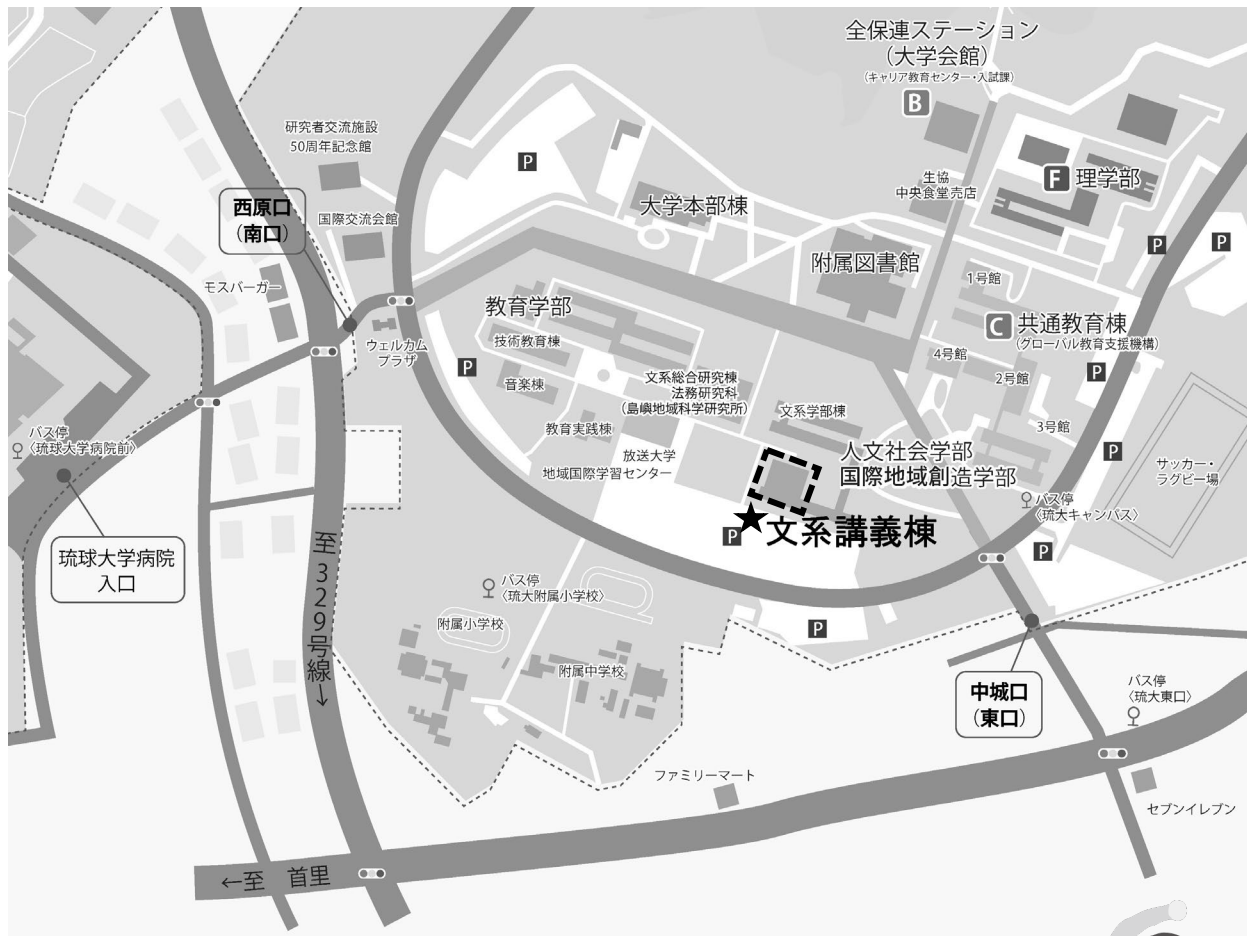 全保連ステーション
（大学会館）
（キャリア教育センター・入試課）
B
研究者交流施設
50周年記念館
P
F 理学部
生協
中央食堂売店
西原口
（南口）
大学本部棟
国際交流会館
P
P
附属図書館
1号館
モスバーガー
教育学部
C 共通教育棟
（グローバル教育支援機構）
技術教育棟
ウェルカム
プラザ
4号館
P
音楽棟
文系総合研究棟
法務研究科
（島嶼地域科学研究所）
2号館
P
文系学部棟
教育実践棟
3号館
バス停
〈琉球大学病院前〉
放送大学
地域国際学習センター
人文社会学部
国際地域創造学部
P
サッカー・
ラグビー場
バス停
〈琉大キャンパス〉
P
文系講義棟
P
琉球大学病院
入口
至329号線↓
バス停
〈琉大附属小学校〉
附属小学校
P
附属中学校
中城口
（東口）
バス停
〈琉大東口〉
ファミリーマート
セブンイレブン
←至 首里